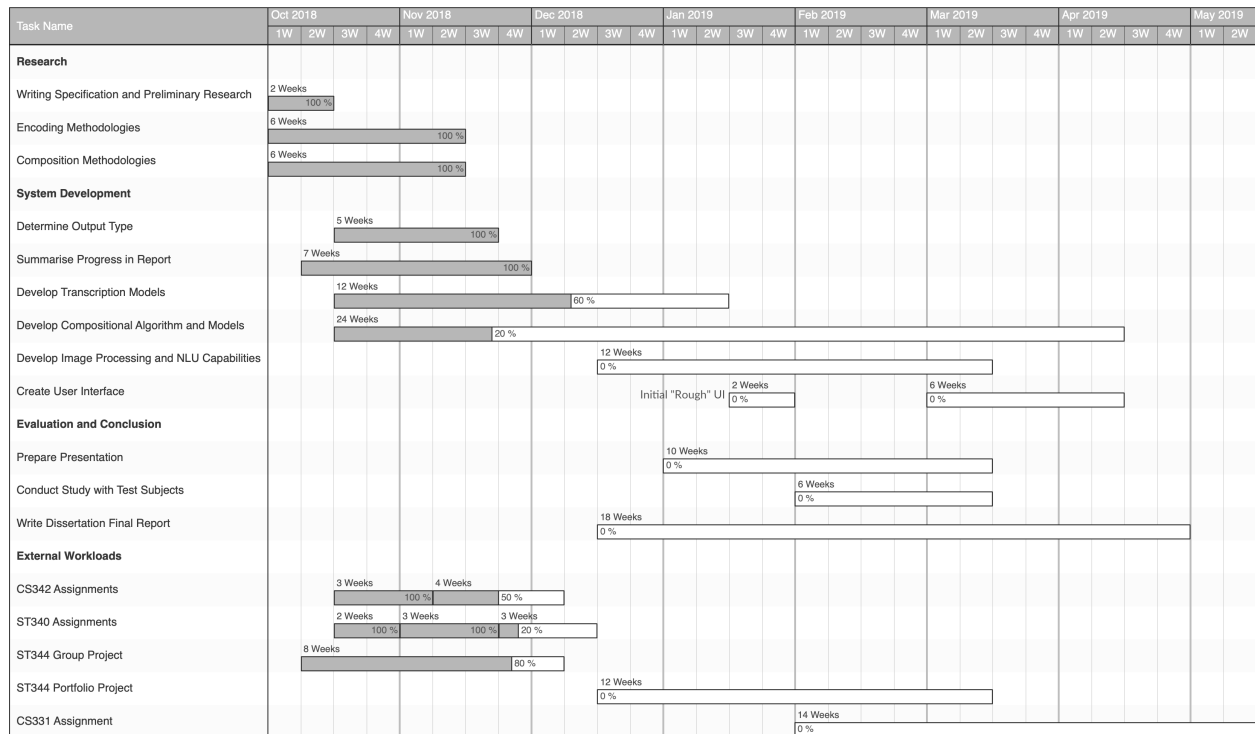 Task Name
Oct 2018 Nov 2018 Dec 2018 Jan 2019 Feb 2019 Mar 2019 Apr 2019 May 2019
1W 2W 3W 4W 1W 2W 3W 4W 1W 2W 3W 4W 1W 2W 3W 4W 1W 2W 3W 4W 1W 2W 3W 4W 1W 2W 3W 4W 1W 2W
Research
Writing Specification and Preliminary Research
2 Weeks
100 %
Encoding Methodologies
6 Weeks
100 %
Composition Methodologies
6 Weeks
100 %
System Development
Determine Output Type
5 Weeks
100 %
Summarise Progress in Report
7 Weeks
100 %
Develop Transcription Models
12 Weeks
60 %
Develop Compositional Algorithm and Models
24 Weeks
20 %
Develop Image Processing and NLU Capabilities
12 Weeks
0 %
Create User Interface
Initial "Rough" UI
2 Weeks
0 %
6 Weeks
0 %
Evaluation and Conclusion
Prepare Presentation
10 Weeks
0 %
Conduct Study with Test Subjects
6 Weeks
0 %
Write Dissertation Final Report
18 Weeks
0 %
External Workloads
CS342 Assignments
3 Weeks 4 Weeks
100 % 50 %
ST340 Assignments
2 Weeks 3 Weeks 3 Weeks
100 % 100 % 20 %
ST344 Group Project
8 Weeks
80 %
ST344 Portfolio Project
12 Weeks
0 %
CS331 Assignment
14 Weeks
0 %